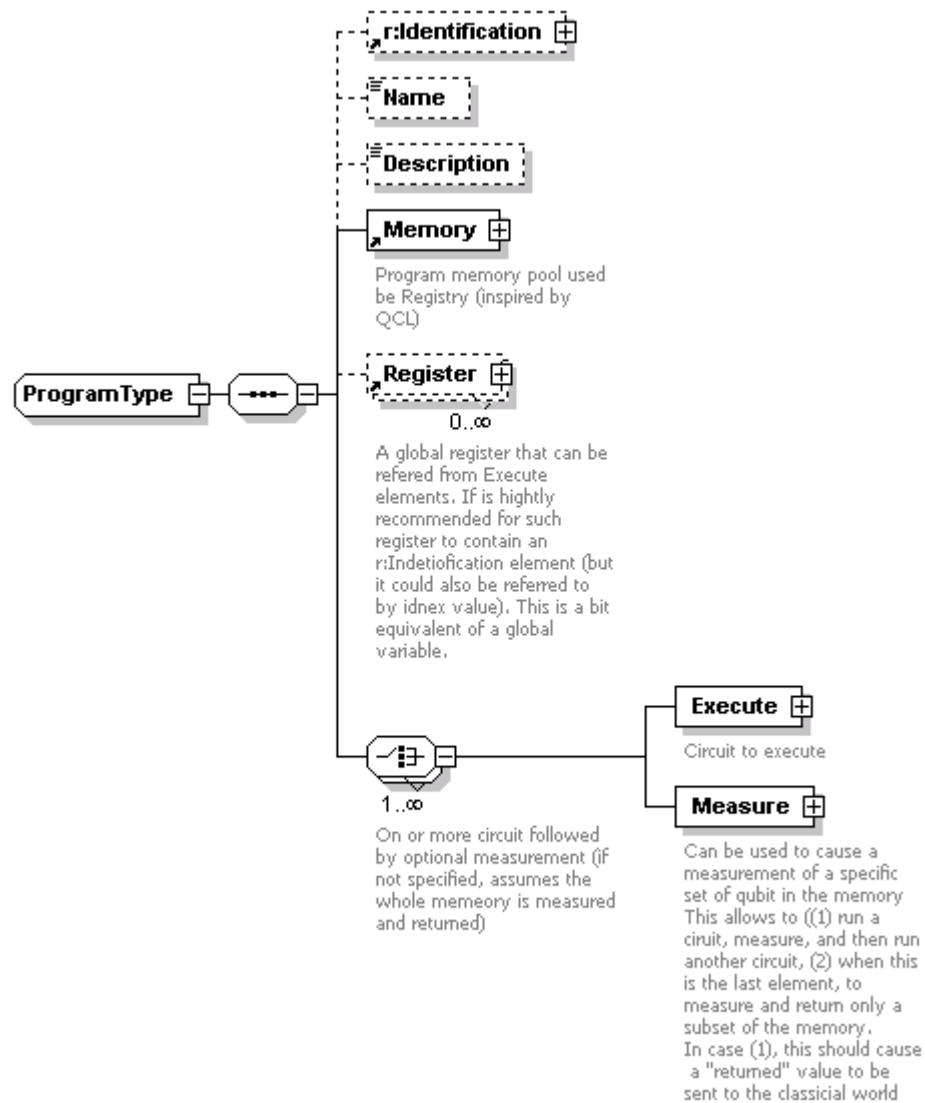 r:Identification
Name
Description
Memory
Program memory pool used
be Registry (inspired by
QCL)
ProgramType
Register
0..∞
A global register that can be
refered from Execute
elements. If is hightly
recommended for such
register to contain an
r:Indetiofication element (but
it could also be referred to
by idnex value). This is a bit
equivalent of a global
variable.
Execute
Circuit to execute
1..∞
On or more circuit followed
by optional measurement (if
not specified, assumes the
whole memeory is measured
and returned)
Measure
Can be used to cause a
measurement of a specific
set of qubit in the memory
This allows to ((1) run a
ciruit, measure, and then run
another circuit, (2) when this
is the last element, to
measure and return only a
subset of the memory.
In case (1), this should cause
a "returned" value to be
sent to the classicial world